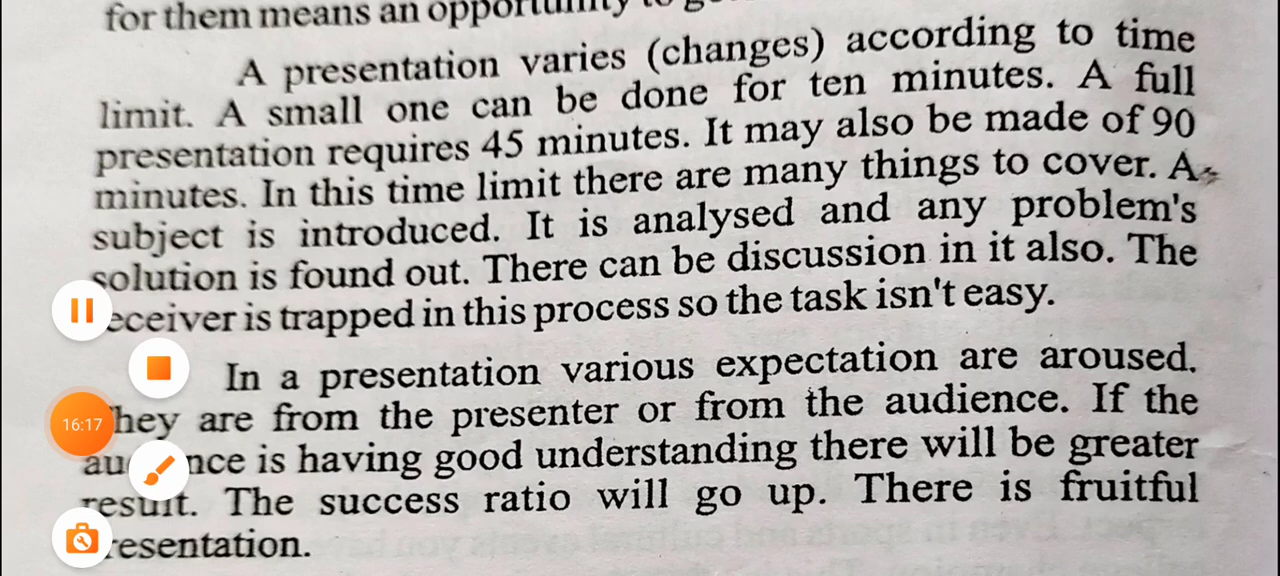 for them means an opportunity to
A presentation varies (changes) according to time
limit. A small one can be done for ten minutes. A full
presentation requires 45 minutes. It may also be made of 90
minutes. In this time limit there are many things to cover. A
subject is introduced. It is analysed and any problem's
solution is found out. There can be discussion in it also. The
eceiver is trapped in this process so the task isn't easy.
In a presentation various expectation are aroused.
16:17 hey are from the presenter or from the audience. If the
au nce is having good understanding there will be greater
result. The success ratio will go up. There is fruitful
resentation.